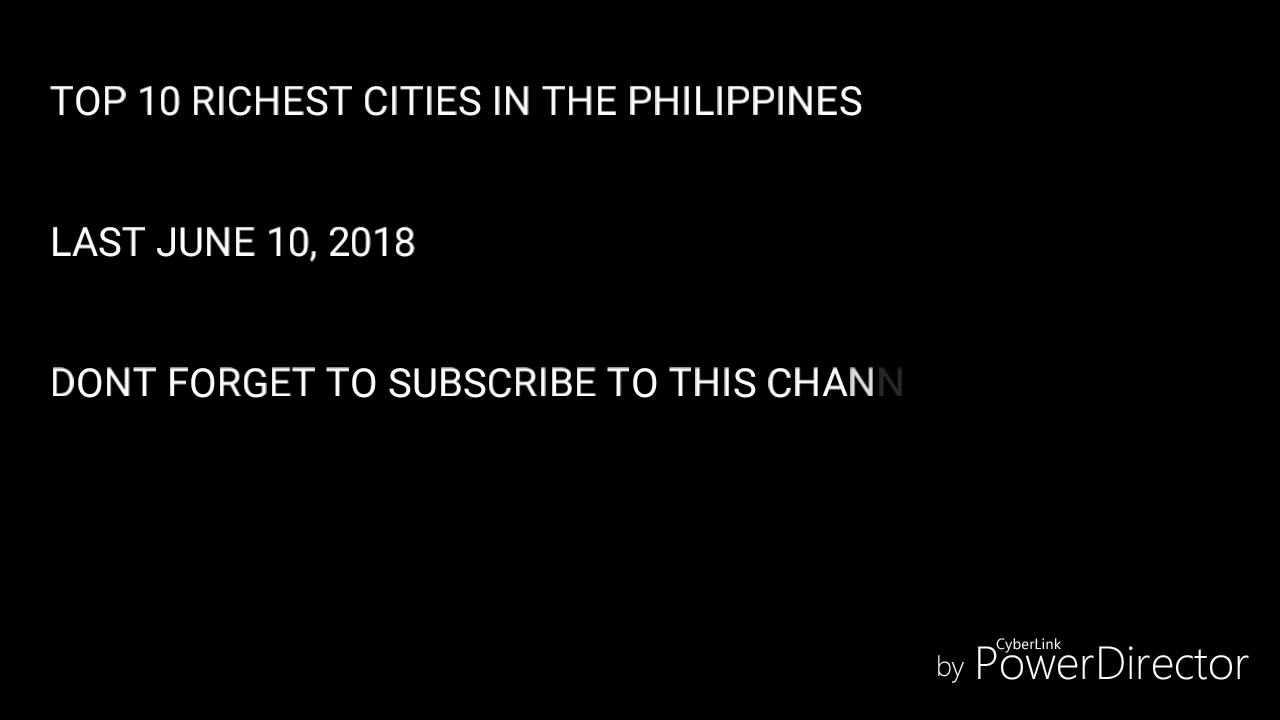 TOP 10 RICHEST CITIES IN THE PHILIPPINES
LAST JUNE 10, 2018
DONT FORGET TO SUBSCRIBE TO THIS CHANN
CyberLink
by PowerDirector